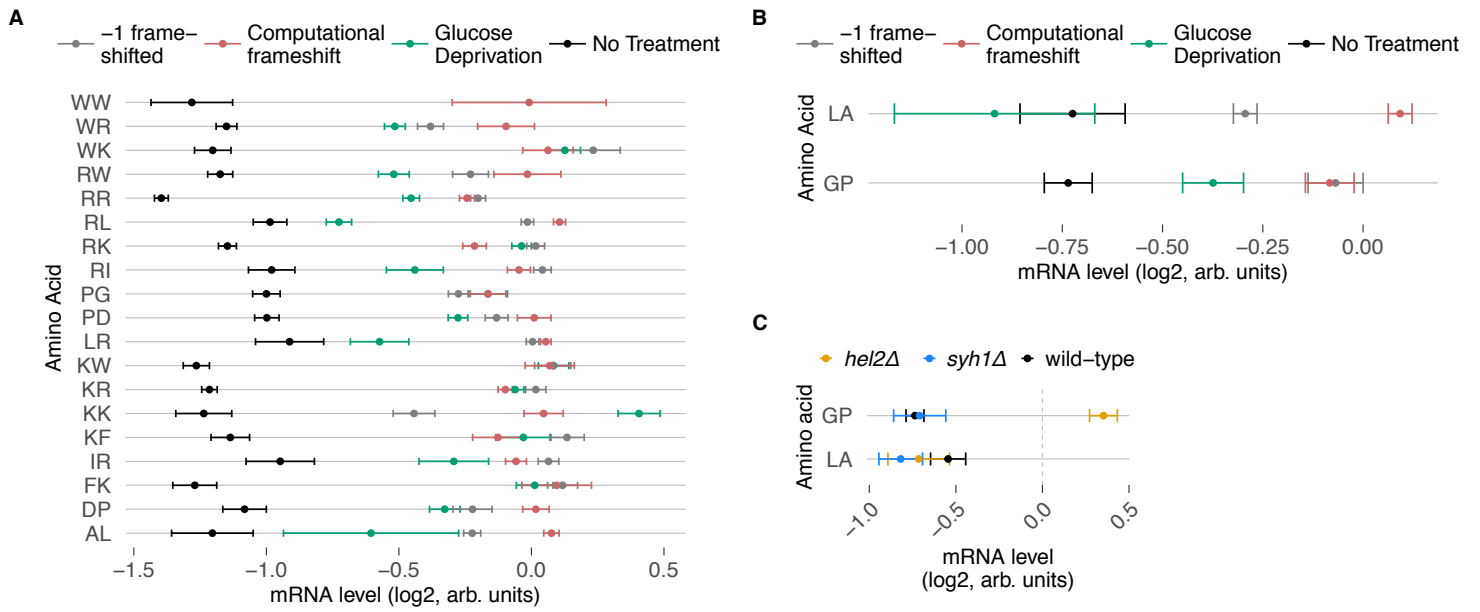 A
−1 frame−
shifted
Computational
frameshift
Glucose
Deprivation
No Treatment
Amino Acid
WW
WR
WK
RW
RR
RL
RK
RI
PG
PD
LR
KW
KR
KK
KF
IR
FK
DP
AL
−1.5 −1.0 −0.5 0.0 0.5
mRNA level (log2, arb. units)
B
−1 frame−
shifted
Computational
frameshift
Glucose
Deprivation
No Treatment
Amino Acid
LA
GP
−1.00 −0.75 −0.50 −0.25 0.00
mRNA level (log2, arb. units)
C
hel2Δ syh1Δ wild−type
Amino acid
GP
LA
−1.0 −0.5 0.0 0.5
mRNA level
(log2, arb. units)